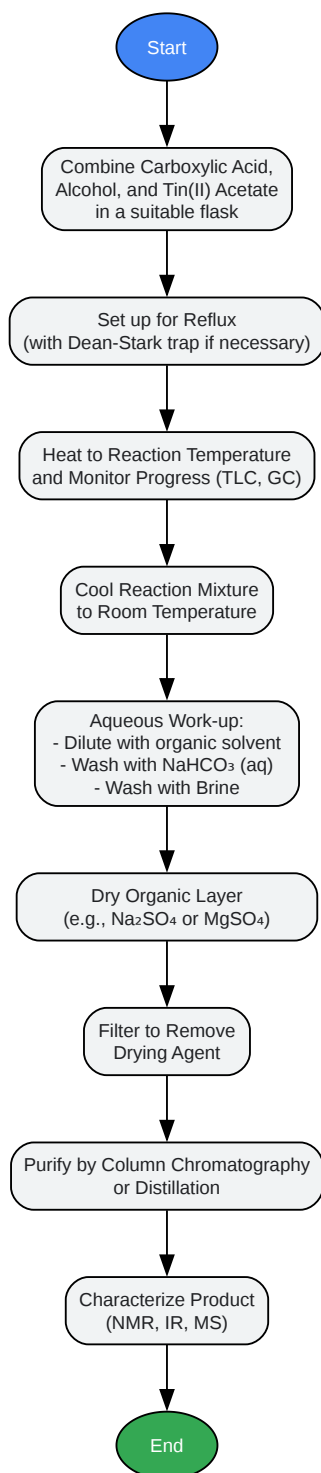 Start
Combine Carboxylic Acid,
Alcohol, and Tin(II) Acetate
in a suitable flask
Set up for Reflux
(with Dean-Stark trap if necessary)
Heat to Reaction Temperature
and Monitor Progress (TLC, GC)
Cool Reaction Mixture
to Room Temperature
Aqueous Work-up:
- Dilute with organic solvent
- Wash with NaHCO₃ (aq)
- Wash with Brine
Dry Organic Layer
(e.g., Na₂SO₄ or MgSO₄)
Filter to Remove
Drying Agent
Purify by Column Chromatography
or Distillation
Characterize Product
(NMR, IR, MS)
End